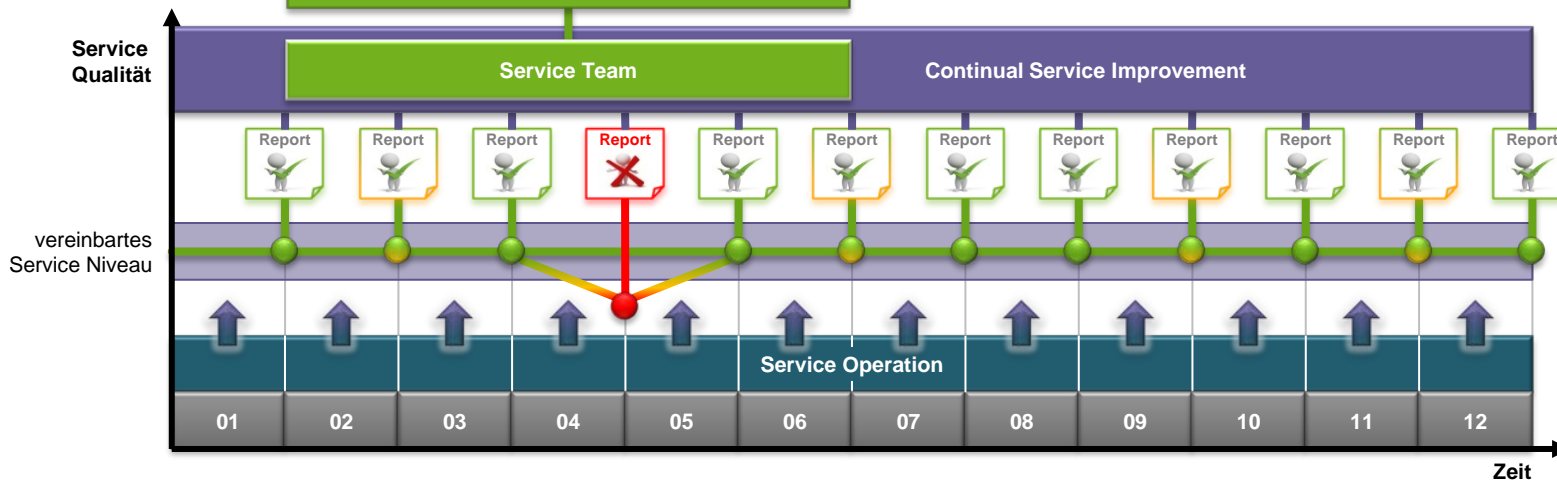 Service
Qualität
Service Team
Continual Service Improvement
Report
Report
Report
Report
Report
Report
Report
Report
Report
Report
Report
Report
vereinbartes
Service Niveau
Service Operation
01
02
03
04
05
06
07
08
09
10
11
12
Zeit